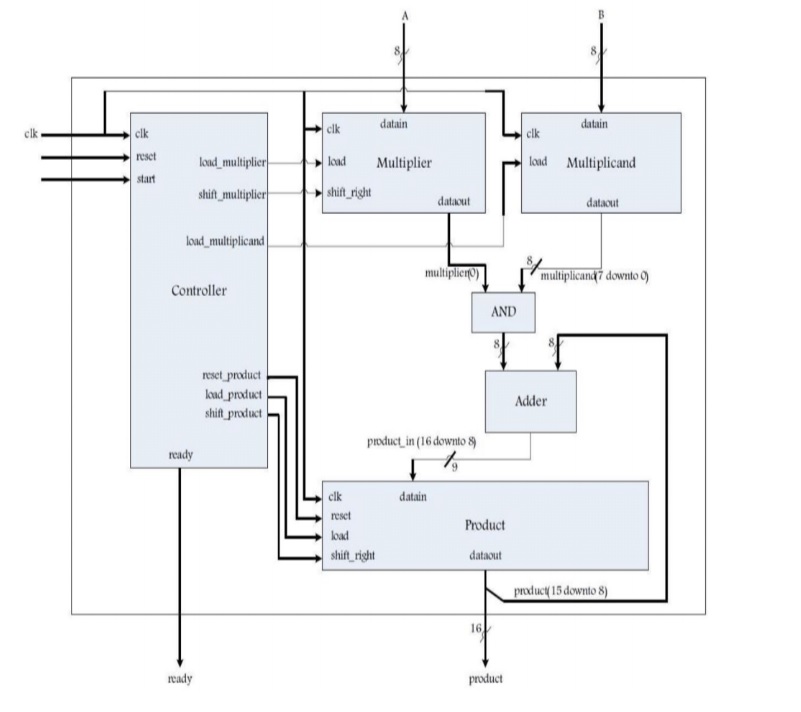 A
B
8
8
clk
clk
reset
start
load_multiplier
shift_multiplier
load_multiplicand
Controller
reset_product
load_product
shift_product
ready
clk
datain
load
Multiplier
shift_right
dataout
clk
datain
load
Multiplicand
dataout
multiplier(0)
8
multiplicand(7 downto 0)
AND
8
8
Adder
product_in (16 downto 8)
9
clk
datain
reset
Product
load
shift_right
dataout
product(15 downto 8)
16
ready
product